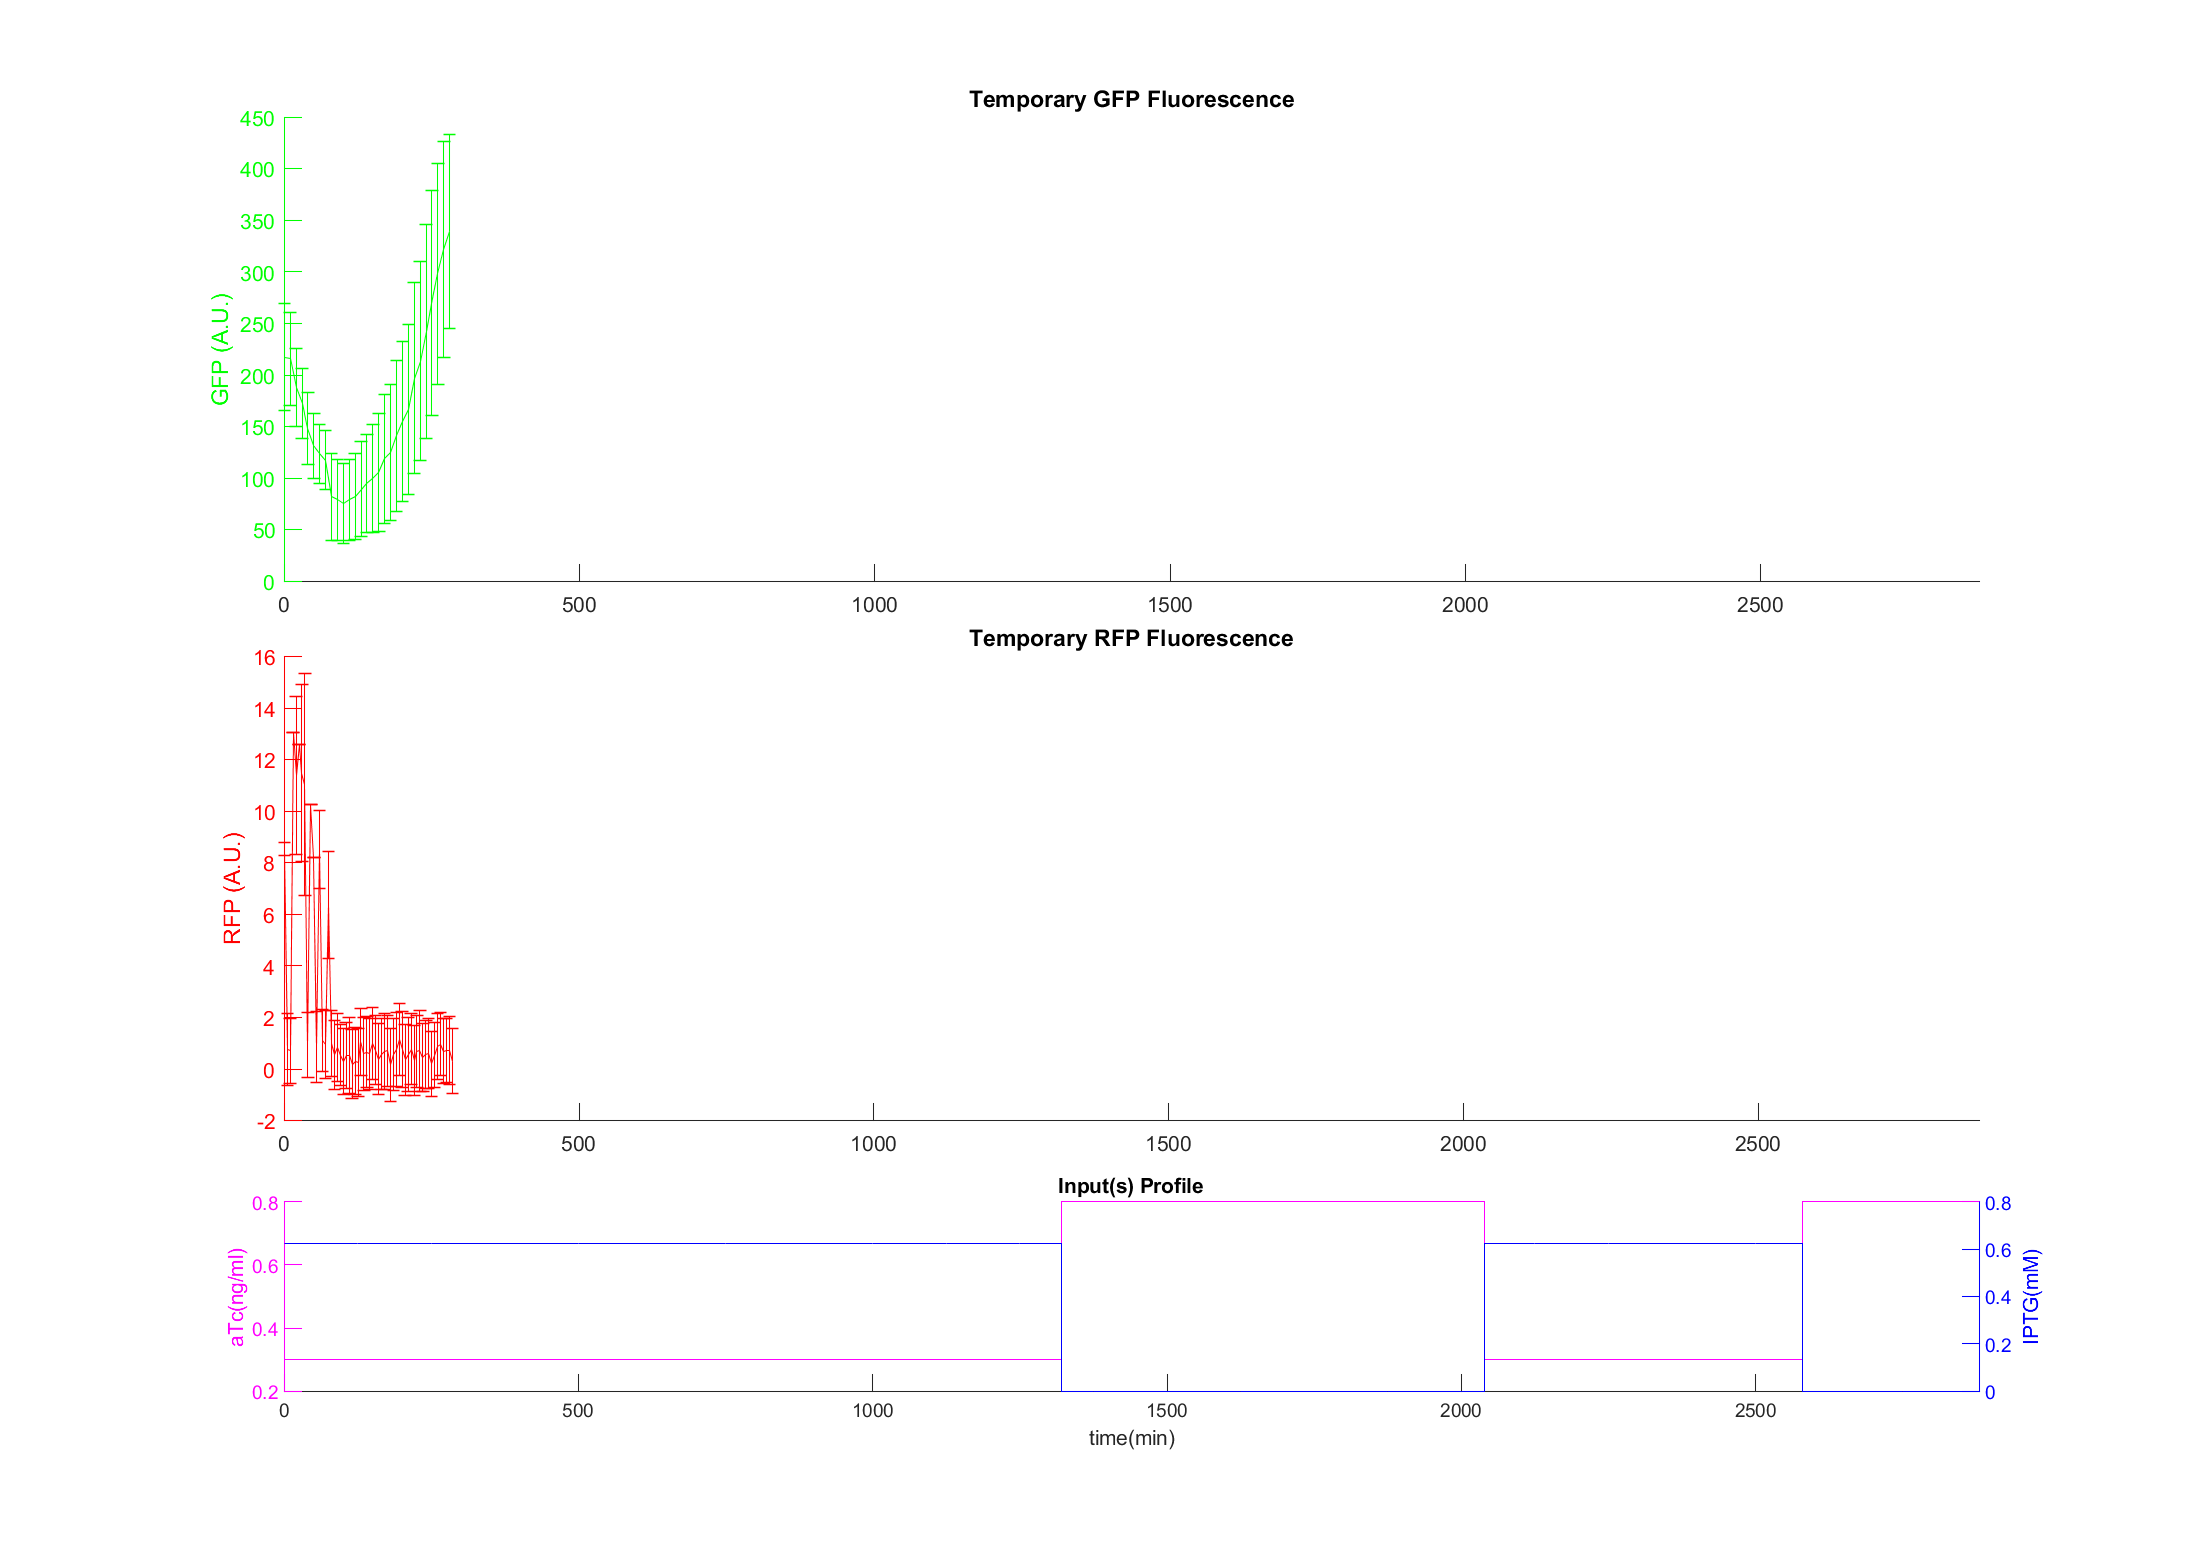 Temporary GFP Fluorescence
450
400
350
300
250
200
150
100
50
0
GFP (A.U.)
0 500 1000 1500 2000 2500
Temporary RFP Fluorescence
16
14
12
10
8
6
4
2
0
-2
RFP (A.U.)
0 500 1000 1500 2000 2500
Input(s) Profile
0.8
0.6
0.4
0.2
aTc(ng/ml)
0.8
0.6
0.4
0.2
0
IPTG(mM)
0 500 1000 1500 2000 2500
time(min)